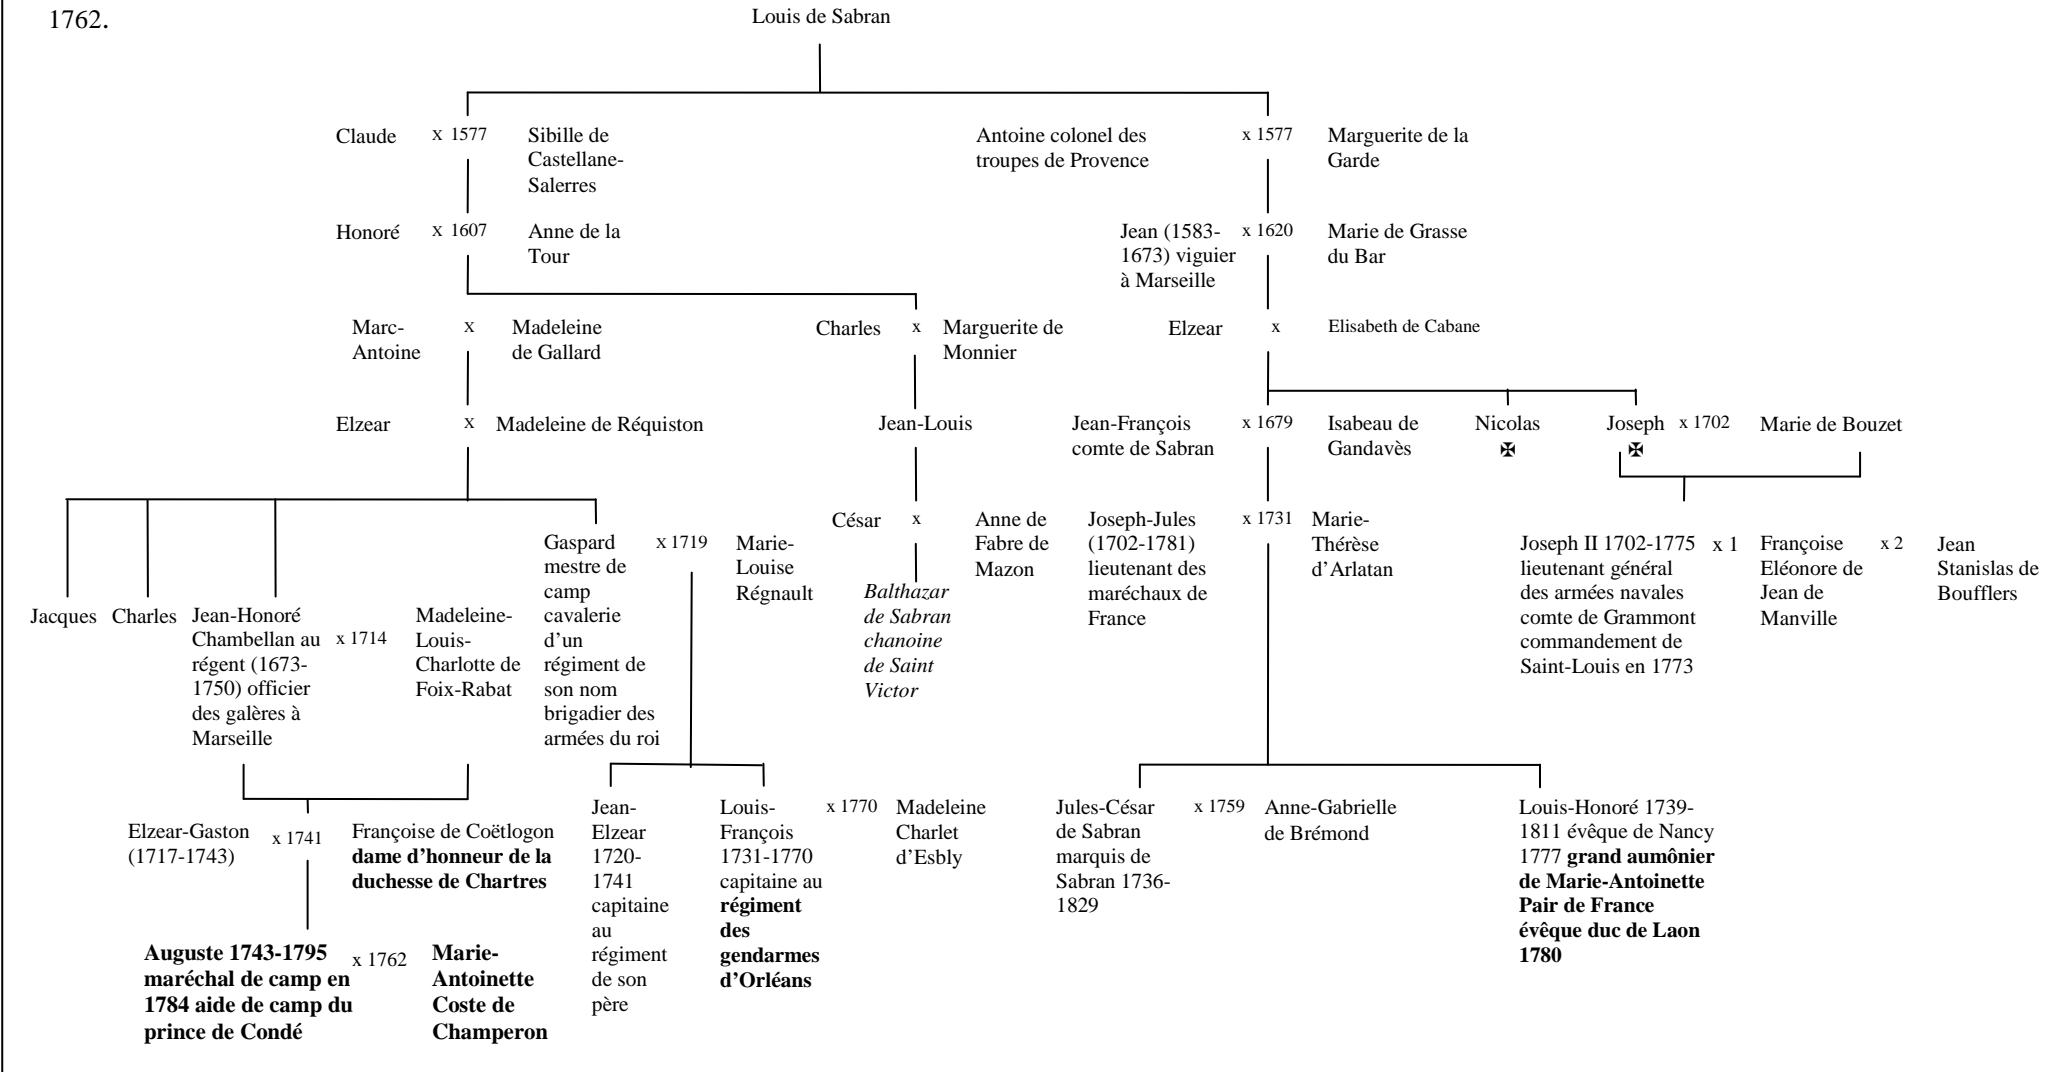 1762.
Louis de Sabran
Claude
x 1577
Sibille de
Castellane-
Salerres
Antoine colonel des
troupes de Provence
x 1577
Marguerite de la
Garde
Honoré
x 1607
Anne de la
Tour
Jean (1583-
1673) viguier
à Marseille
x 1620
Marie de Grasse
du Bar
Marc-
Antoine
x
Madeleine
de Gallard
Charles
x
Marguerite de
Monnier
Elzear
x
Elisabeth de Cabane
Elzear
x
Madeleine de Réquiston
Jean-Louis
Jean-François
comte de Sabran
x 1679
Isabeau de
Gandavès
Nicolas
✠
Joseph
✠
x 1702
Marie de Bouzet
Jacques
Charles
Jean-Honoré
Chambellan au
régent (1673-
1750) officier
des galères à
Marseille
x 1714
Madeleine-
Louis-
Charlotte de
Foix-Rabat
Gaspard
mestre de
camp
cavalerie
d’un
régiment de
son nom
brigadier des
armées du roi
x 1719
Marie-
Louise
Régnault
César
x
Anne de
Fabre de
Mazon
Balthazar
de Sabran
chanoine
de Saint
Victor
Joseph-Jules
(1702-1781)
lieutenant des
maréchaux de
France
x 1731
Marie-
Thérèse
d’Arlatan
Joseph II 1702-1775
lieutenant général
des armées navales
comte de Grammont
commandement de
Saint-Louis en 1773
x 1
Françoise
Eléonore de
Jean de
Manville
x 2
Jean
Stanislas de
Boufflers
Elzear-Gaston
(1717-1743)
x 1741
Françoise de Coëtlogon
dame d'honneur de la
duchesse de Chartres
Jean-
Elzear
1720-
1741
capitaine
au
régiment
de son
père
Louis-
François
1731-1770
capitaine au
régiment
des
gendarmes
d’Orléans
x 1770
Madeleine
Charlet
d’Esbly
Jules-César
de Sabran
marquis de
Sabran 1736-
1829
x 1759
Anne-Gabrielle
de Brémond
Louis-Honoré 1739-
1811 évêque de Nancy
1777 grand aumônier
de Marie-Antoinette
Pair de France
évêque duc de Laon
1780
Auguste 1743-1795
maréchal de camp en
1784 aide de camp du
prince de Condé
x 1762
Marie-
Antoinette
Coste de
Champeron